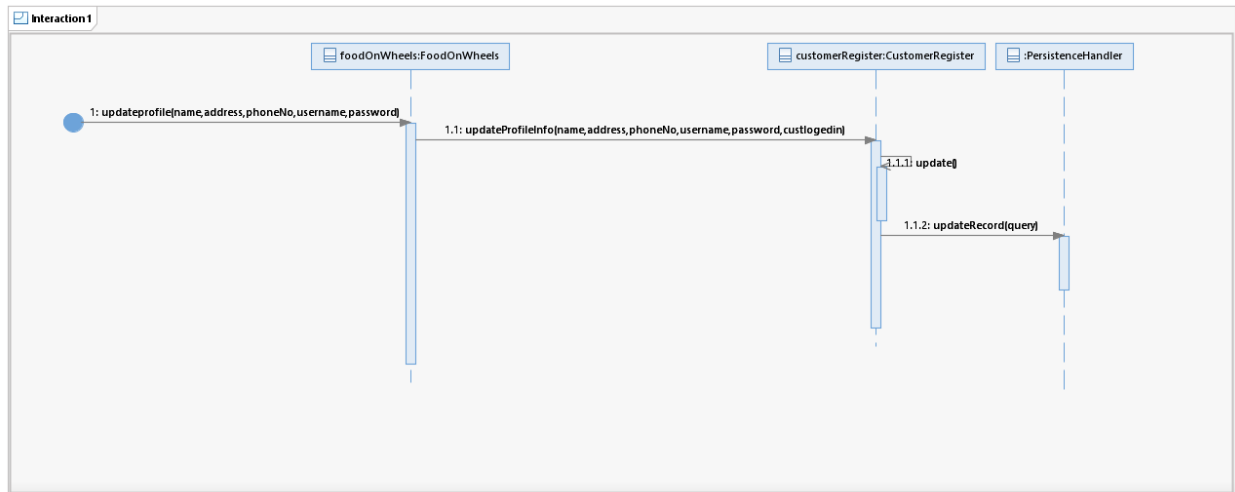 Interaction1
foodOnWheels:FoodOnWheels
customerRegister:CustomerRegister
:PersistenceHandler
1: updateprofile(name,address,phoneNo,username,password)
1.1: updateProfileInfo(name,address,phoneNo,username,password,custlogedin)
1.1.1: update()
1.1.2: updateRecord(query)